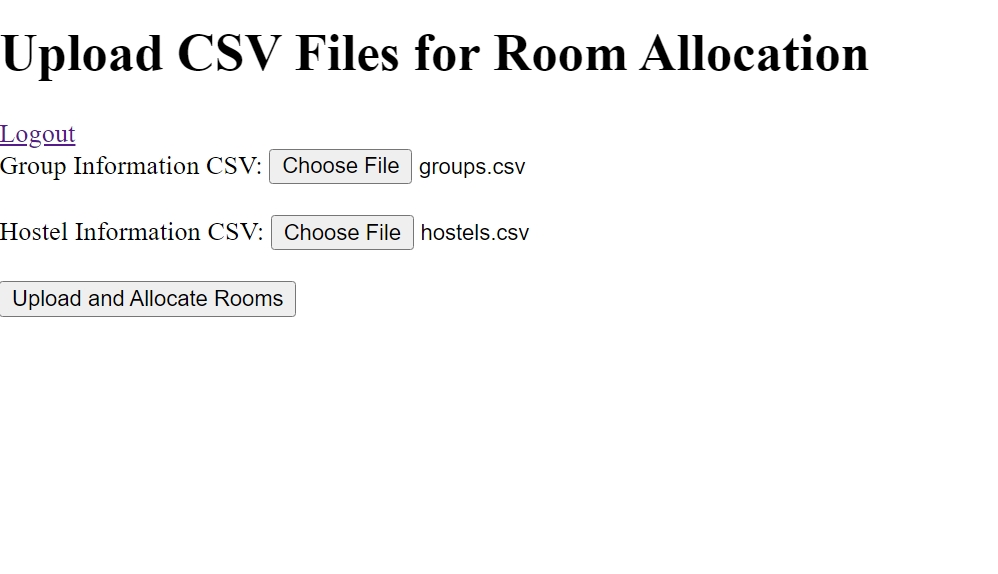 Upload CSV Files for Room Allocation
Logout
Group Information CSV: Choose File groups.csv
Hostel Information CSV: Choose File hostels.csv
Upload and Allocate Rooms